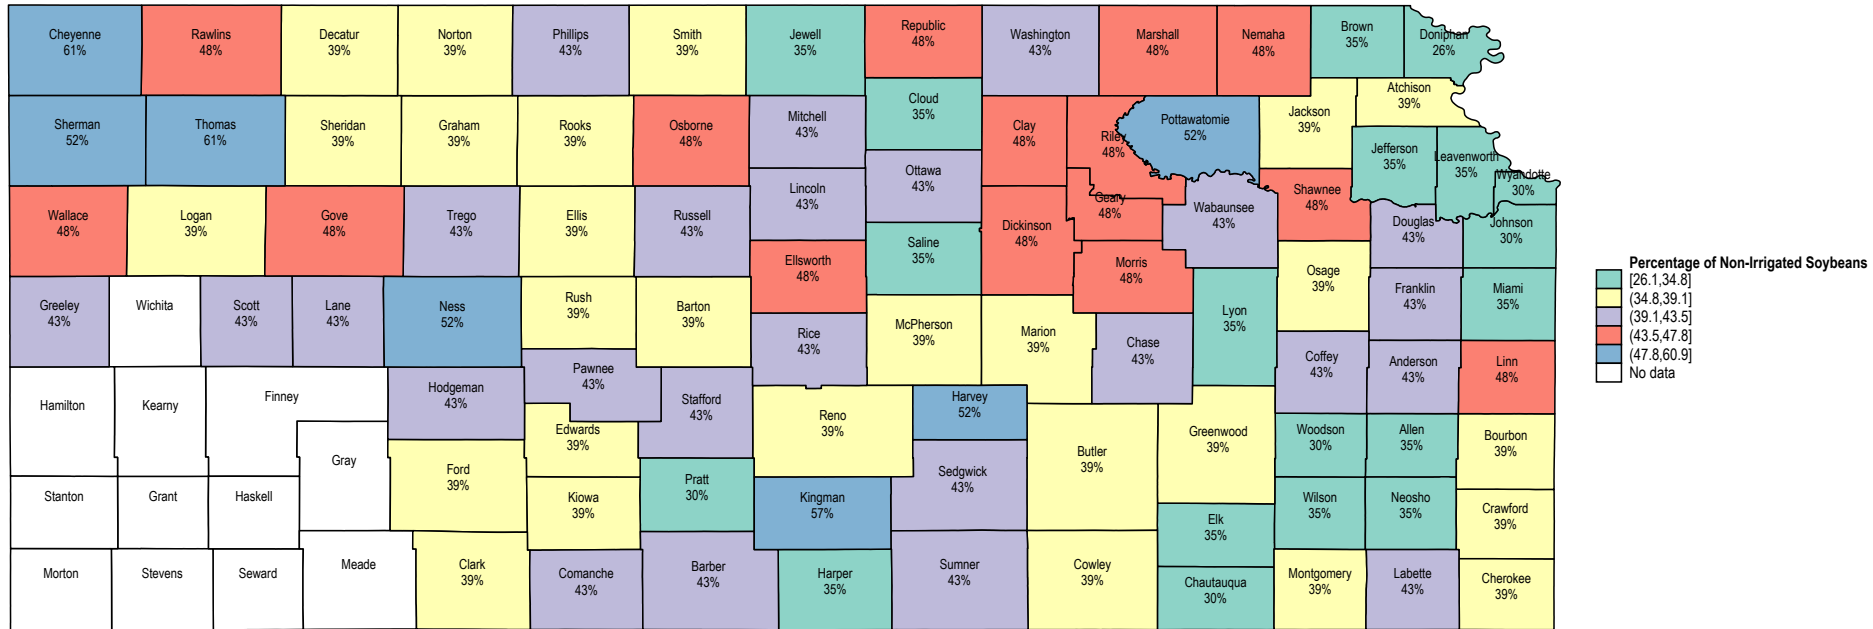 Cheyenne
61%
Rawlins
48%
Decatur
39%
Norton
39%
Phillips
43%
Smith
39%
Jewell
35%
Republic
48%
Washington
43%
Marshall
48%
Nemaha
48%
Brown
35%
Doniphan
26%
Sherman
52%
Thomas
61%
Sheridan
39%
Graham
39%
Rooks
39%
Osborne
48%
Mitchell
43%
Cloud
35%
Clay
48%
Riley
48%
Pottawatomie
52%
Jackson
39%
Atchison
39%
Jefferson
35%
Leavenworth
35%
Wyandotte
30%
Wallace
48%
Logan
39%
Gove
48%
Trego
43%
Ellis
39%
Russell
43%
Lincoln
43%
Ottawa
43%
Saline
35%
Ellsworth
48%
Dickinson
48%
Geary
48%
Morris
48%
Wabaunsee
43%
Shawnee
48%
Osage
39%
Douglas
43%
Johnson
30%
Greeley
43%
Wichita
Scott
43%
Lane
43%
Ness
52%
Rush
39%
Barton
39%
Rice
43%
McPherson
39%
Marion
39%
Chase
43%
Lyon
35%
Franklin
43%
Miami
35%
Coffey
43%
Anderson
43%
Linn
48%
Hamilton
Kearny
Finney
Hodgeman
43%
Pawnee
43%
Stafford
43%
Edwards
39%
Reno
39%
Harvey
52%
Butler
39%
Greenwood
39%
Woodson
30%
Allen
35%
Bourbon
39%
Gray
Ford
39%
Kiowa
39%
Pratt
30%
Kingman
57%
Sedgwick
43%
Elk
35%
Wilson
35%
Neosho
35%
Crawford
39%
Stanton
Grant
Haskell
Morton
Stevens
Seward
Meade
Clark
39%
Comanche
43%
Barber
43%
Harper
35%
Sumner
43%
Cowley
39%
Chautauqua
30%
Montgomery
39%
Labette
43%
Cherokee
39%
Percentage of Non-Irrigated Soybeans
[26.1,34.8]
(34.8,39.1]
(39.1,43.5]
(43.5,47.8]
(47.8,60.9]
No data